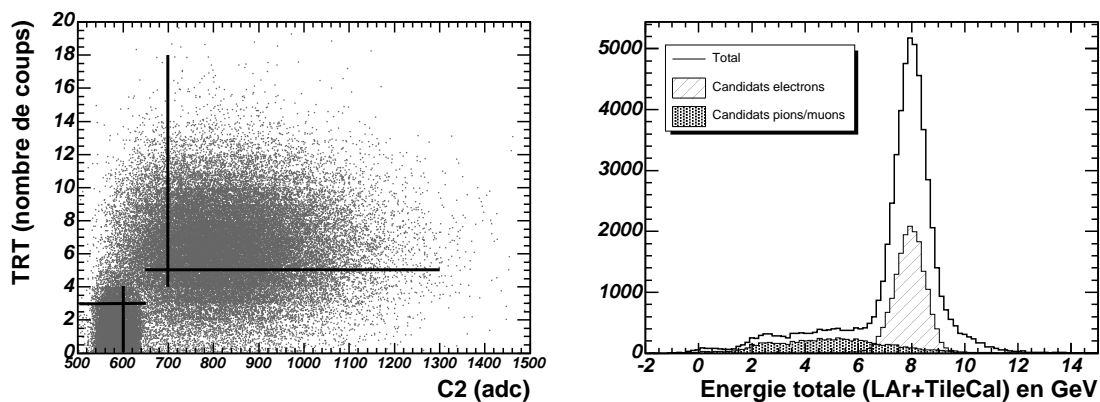 TRT (nombre de coups)
20
18
16
14
12
10
8
6
4
2
0
500 600 700 800 900 1000 1100 1200 1300 1400 1500
C2 (adc)
5000
4000
3000
2000
1000
0
Total
Candidats electrons
Candidats pions/muons
-2 0 2 4 6 8 10 12 14
Energie totale (LAr+TileCal) en GeV